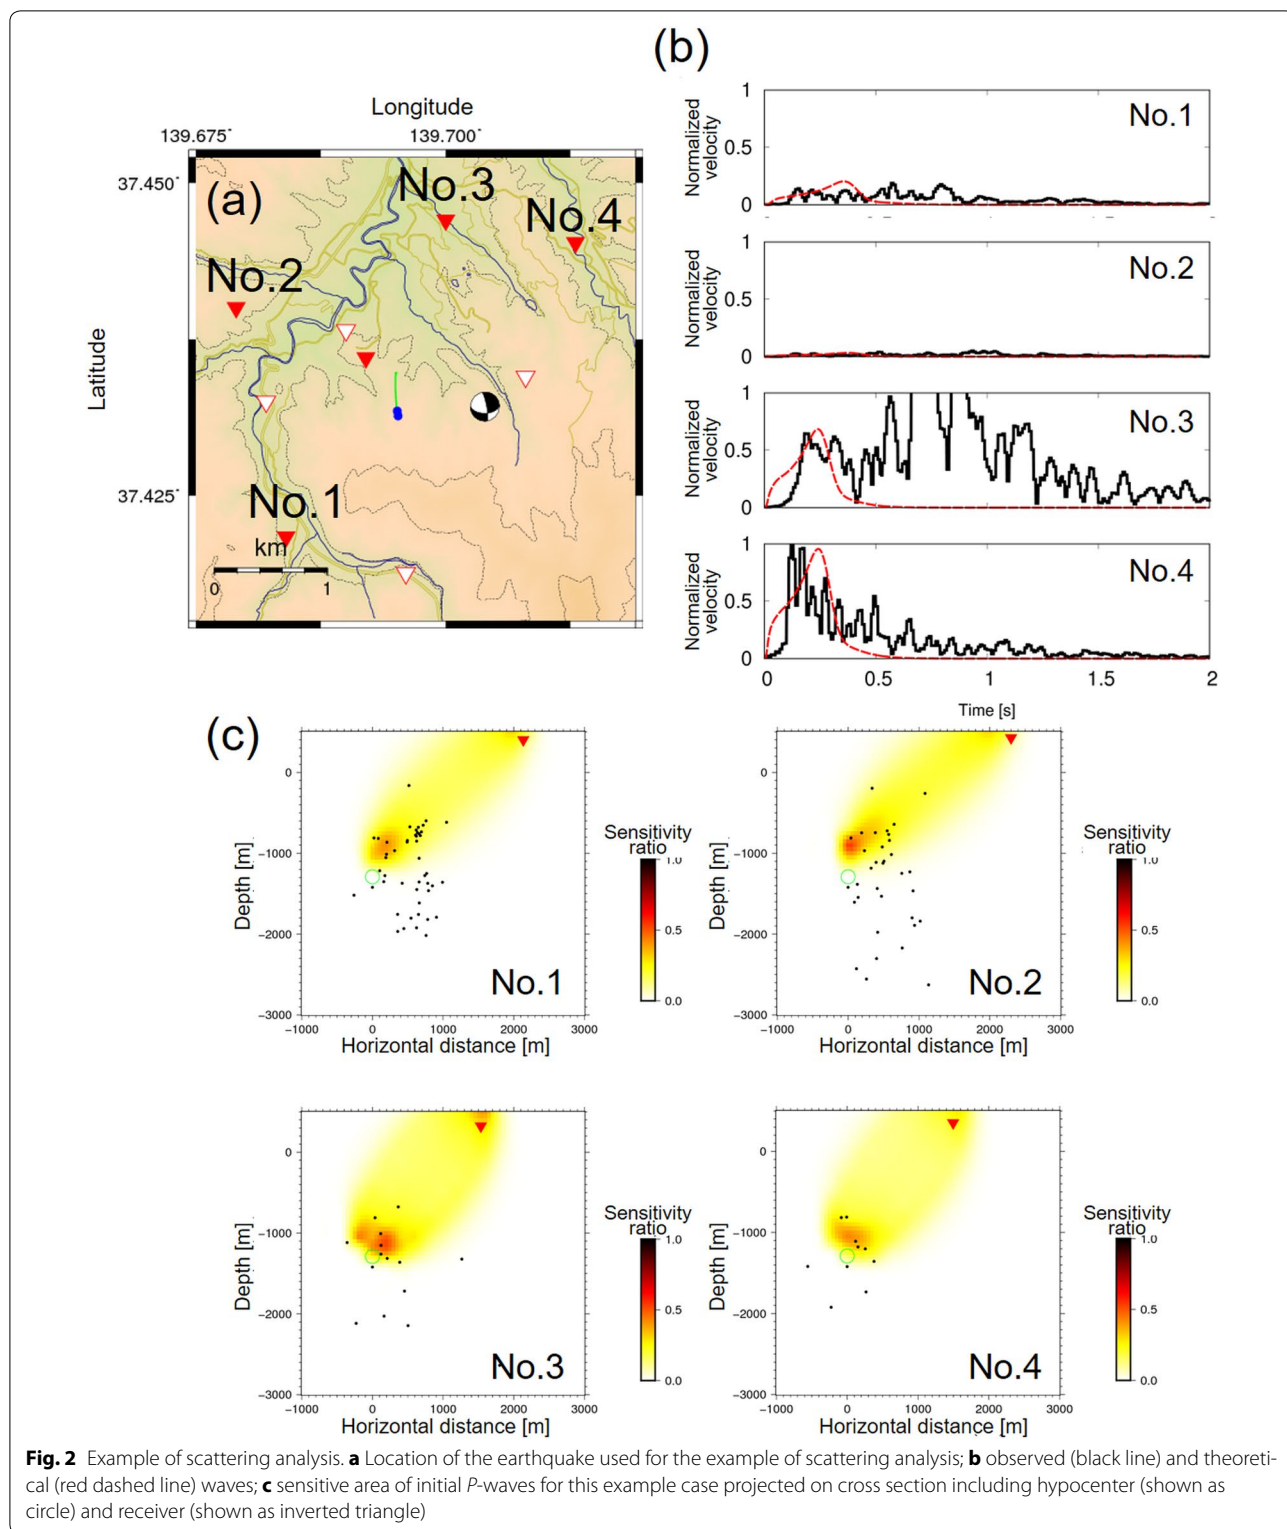 (b)
Longitude
139.675°
139.700°
37.450°
37.425°
Latitude
(a)
No.3
No.4
No.2
No.1
km
0
1
Normalized
velocity
1
0.5
0
No.1
Normalized
velocity
1
0.5
0
No.2
Normalized
velocity
1
0.5
0
No.3
Normalized
velocity
1
0.5
0
No.4
0
0.5
1
1.5
2
Time [s]
(c)
0
−1000
−2000
−3000
Depth [m]
−1000
0
1000
2000
3000
Horizontal distance [m]
No.1
Sensitivity
ratio
1.0
0.5
0.0
0
−1000
−2000
−3000
Depth [m]
−1000
0
1000
2000
3000
Horizontal distance [m]
No.2
Sensitivity
ratio
1.0
0.5
0.0
0
−1000
−2000
−3000
Depth [m]
−1000
0
1000
2000
3000
Horizontal distance [m]
No.3
Sensitivity
ratio
1.0
0.5
0.0
0
−1000
−2000
−3000
Depth [m]
−1000
0
1000
2000
3000
Horizontal distance [m]
No.4
Sensitivity
ratio
1.0
0.5
0.0
Fig. 2 Example of scattering analysis. a Location of the earthquake used for the example of scattering analysis; b observed (black line) and theoreti-
cal (red dashed line) waves; c sensitive area of initial P-waves for this example case projected on cross section including hypocenter (shown as
circle) and receiver (shown as inverted triangle)